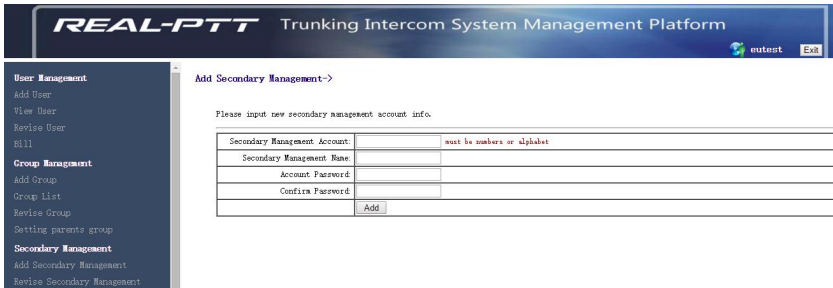 REAL-PTT Trunking Intercom System Management Platform
eutest Exit
User Management
Add User
View User
Revise User
Bill
Group Management
Add Group
Group List
Revise Group
Setting parents group
Secondary Management
Add Secondary Management
Revise Secondary Management
Add Secondary Management->
Please input new secondary management account info.
Secondary Management Account: must be numbers or alphabet
Secondary Management Name:
Account Password:
Confirm Password:
Add